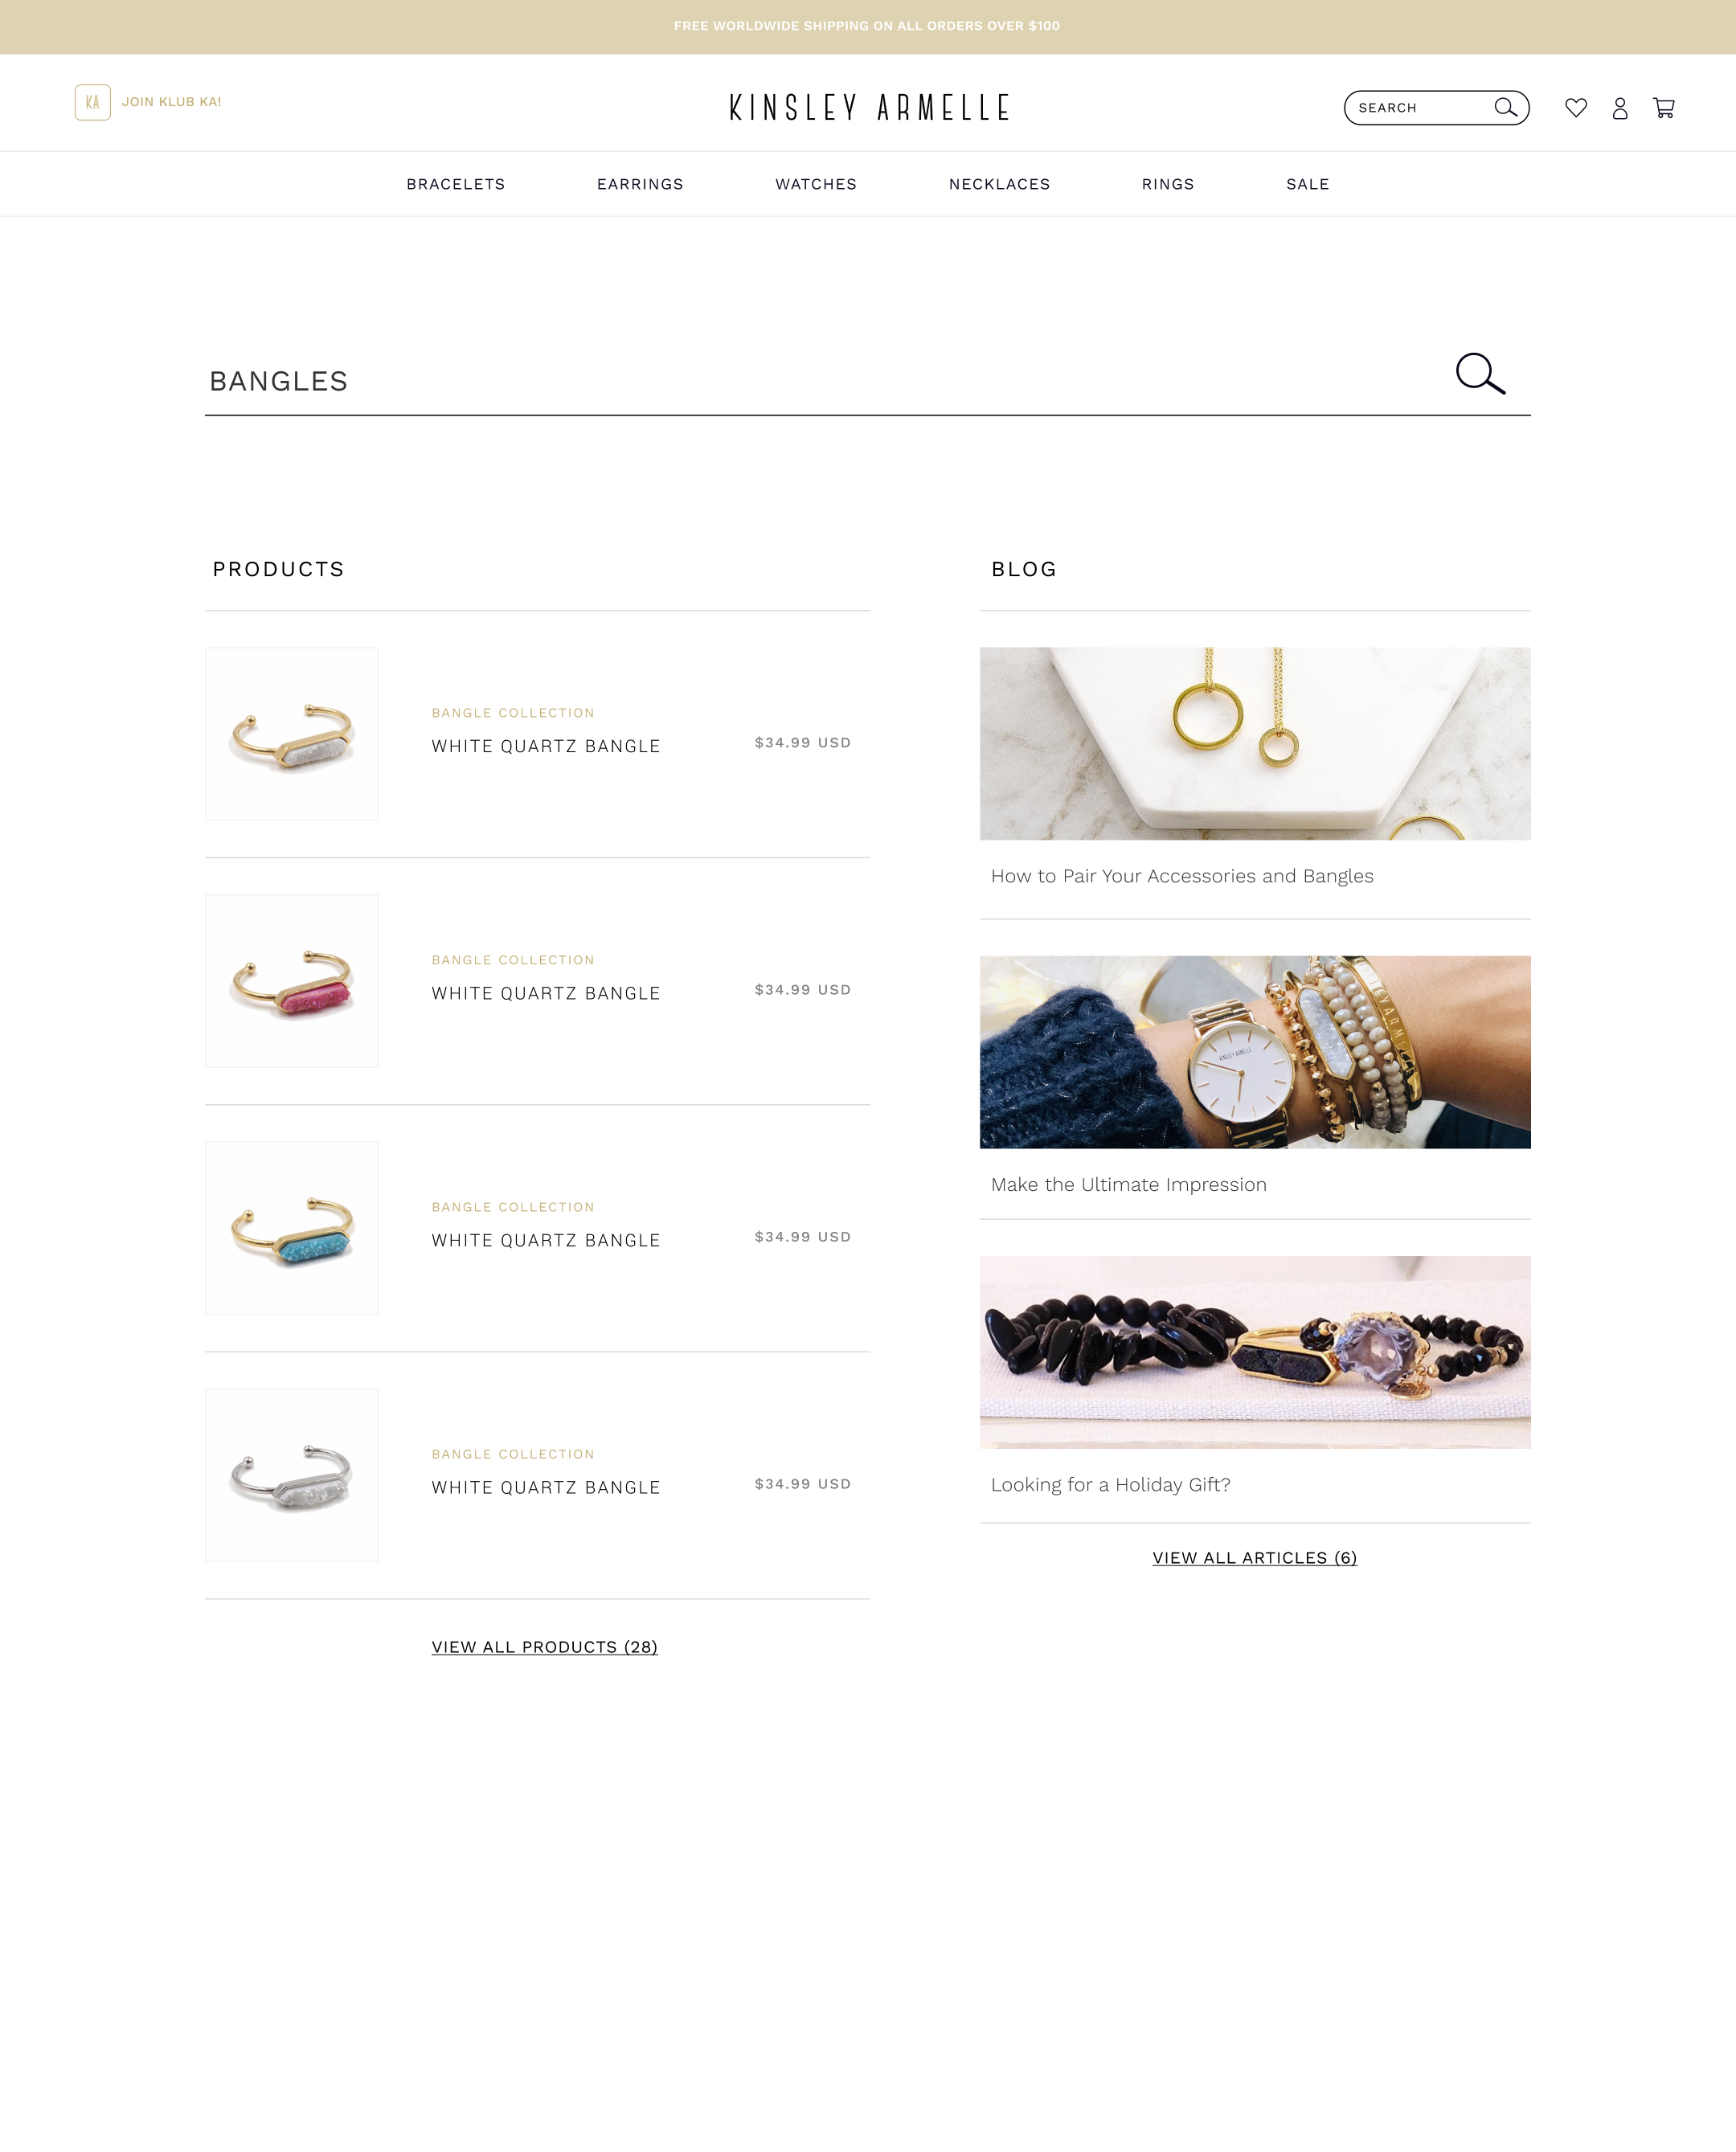 FREE WORLDWIDE SHIPPING ON ALL ORDERS OVER $100
KA
JOIN KLUB KA!
KINSLEY ARMELLE
SEARCH
BRACELETS
EARRINGS
WATCHES
NECKLACES
RINGS
SALE
BANGLES
PRODUCTS
BANGLE COLLECTION
WHITE QUARTZ BANGLE
$34.99 USD
BANGLE COLLECTION
WHITE QUARTZ BANGLE
$34.99 USD
BANGLE COLLECTION
WHITE QUARTZ BANGLE
$34.99 USD
BANGLE COLLECTION
WHITE QUARTZ BANGLE
$34.99 USD
VIEW ALL PRODUCTS (28)
BLOG
How to Pair Your Accessories and Bangles
KINSLEY ARMELLE
Make the Ultimate Impression
Looking for a Holiday Gift?
VIEW ALL ARTICLES (6)